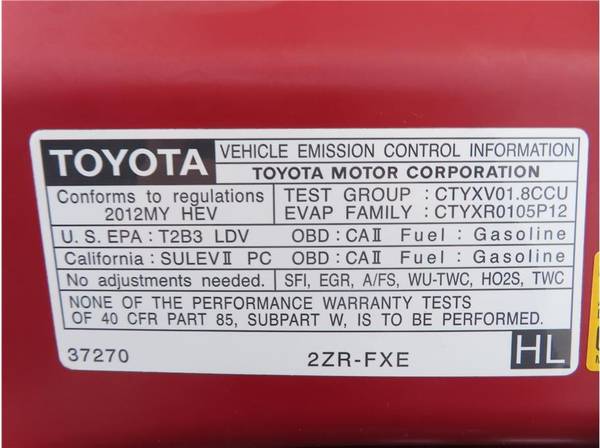 TOYOTA VEHICLE EMISSION CONTROL INFORMATION
TOYOTA MOTOR CORPORATION
Conforms to regulations TEST GROUP : CTYXV01.8CCU
2012MY HEV EVAP FAMILY : CTYXR0105P12
U. S. EPA : T2B3 LDV OBD : CAII Fuel : Gasoline
California : SULEVII PC OBD : CAII Fuel : Gasoline
No adjustments needed. SFI, EGR, A/FS, WU-TWC, HO2S, TWC
NONE OF THE PERFORMANCE WARRANTY TESTS
OF 40 CFR PART 85, SUBPART W, IS TO BE PERFORMED.
37270 2ZR-FXE HL